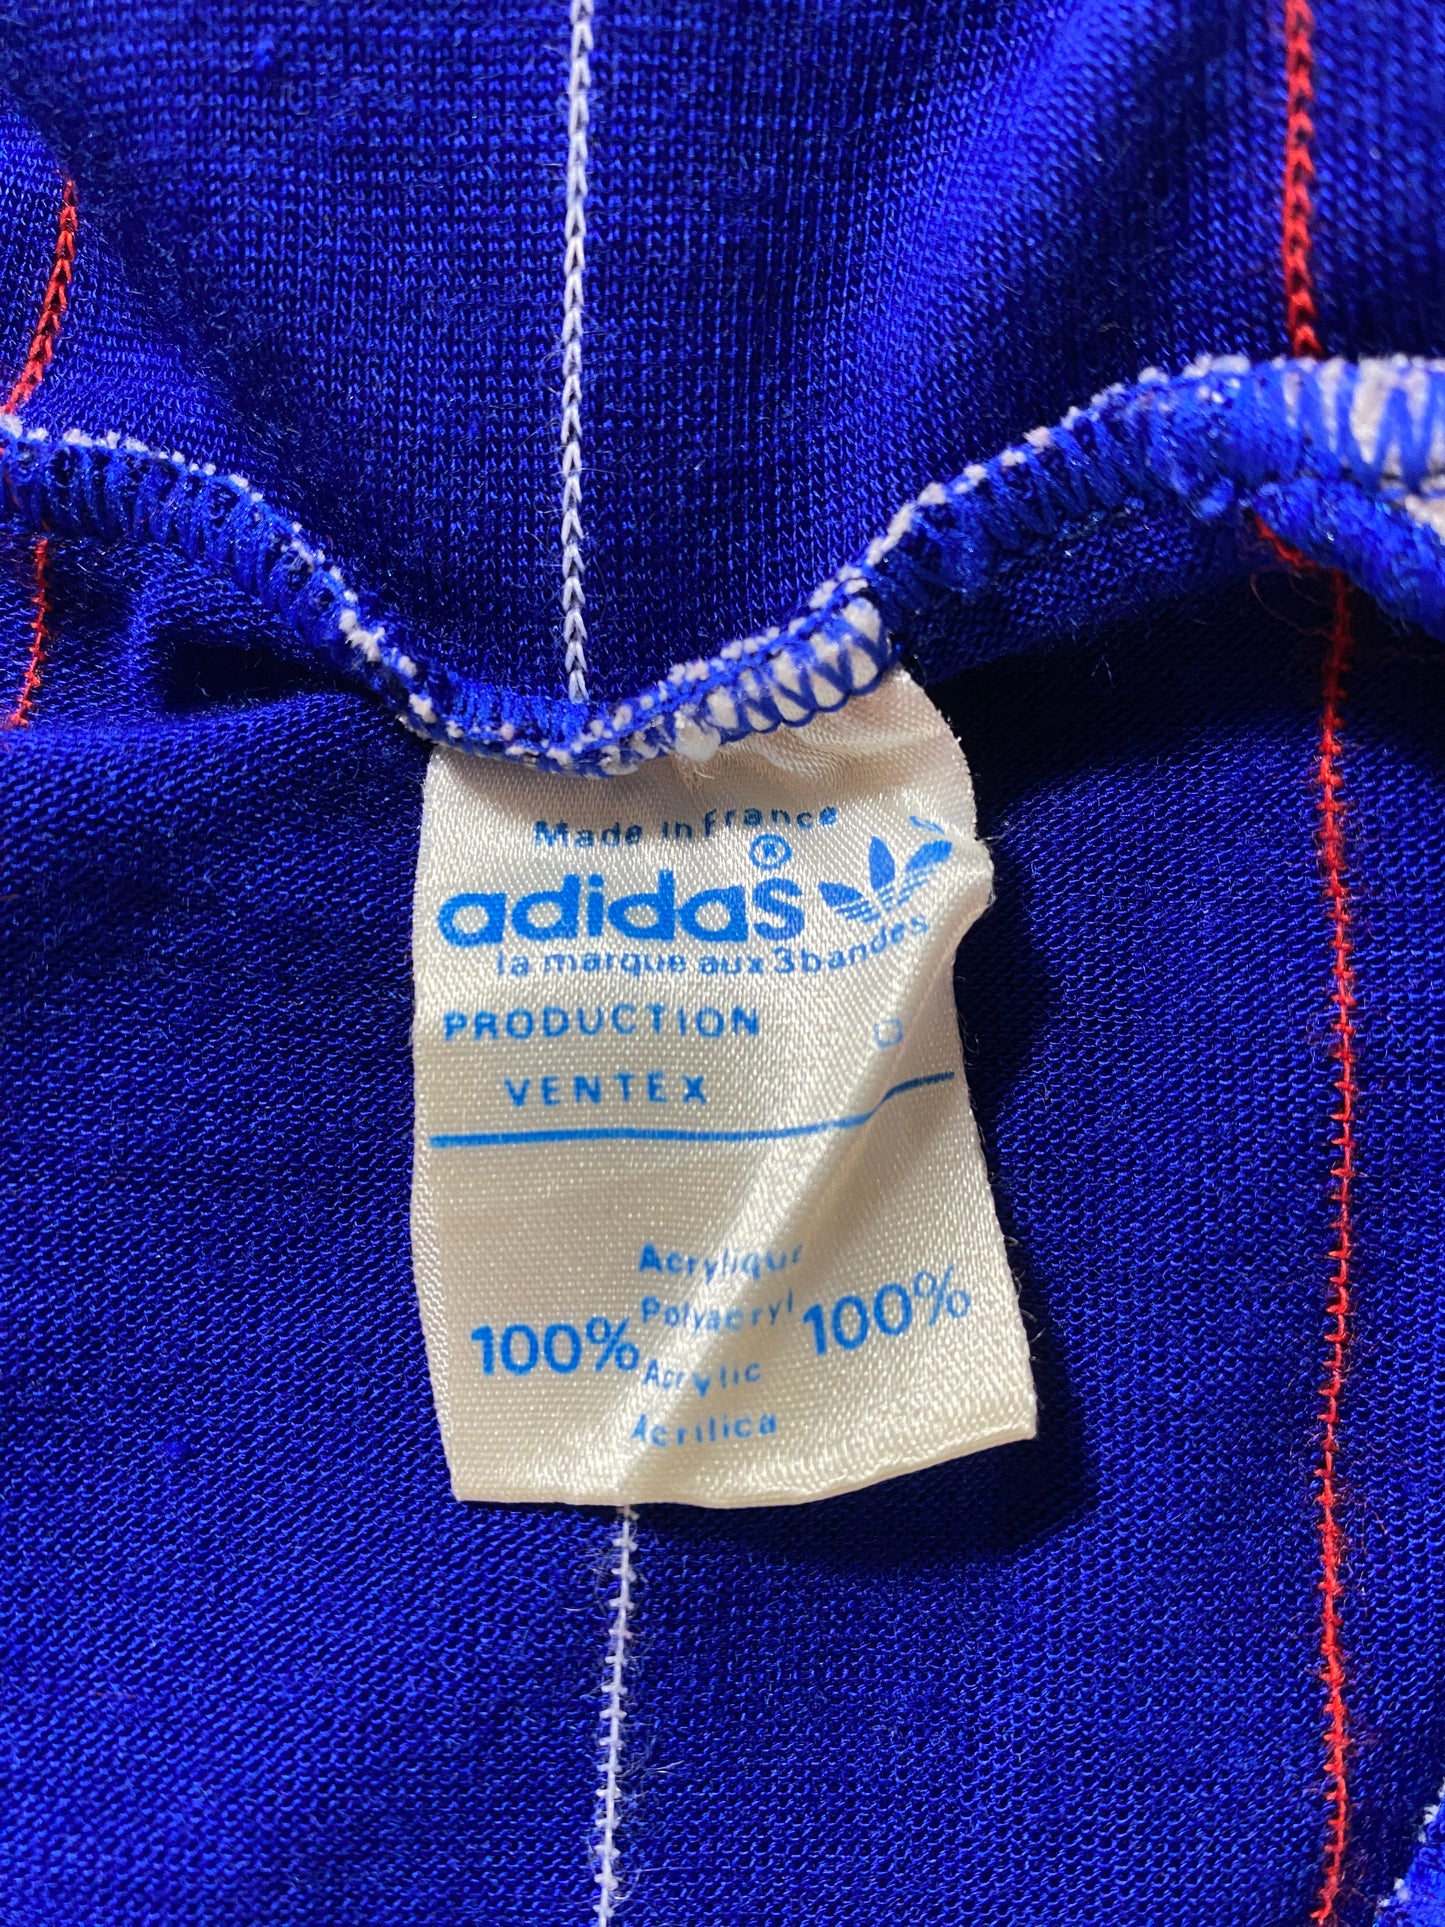 Made in France
adidas ®
la marque aux 3 bandes
PRODUCTION
VENTEX
Acrylique
100% Polyacryl 100%
Acrylic
Acrilica